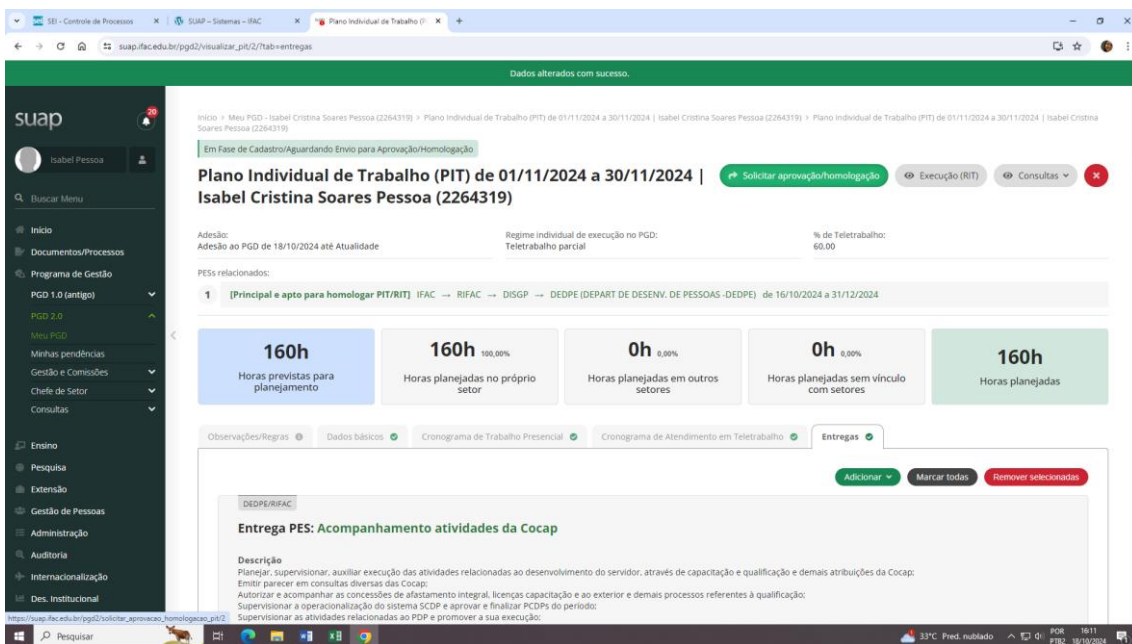 SEI - Controle de Processos
SUAP - Sistemas - IFAC
Plano Individual de Trabalho (P
suap.ifac.edu.br/pgd2/visualizar_pit/2/?tab=entregas
Dados alterados com sucesso.
suap
20
Isabel Pessoa
Buscar Menu
Início
Documentos/Processos
Programa de Gestão
PGD 1.0 (antigo)
PGD 2.0
Meu PGD
Minhas pendências
Gestão e Comissões
Chefe de Setor
Consultas
Ensino
Pesquisa
Extensão
Gestão de Pessoas
Administração
Auditoria
Internacionalização
Des. Institucional
https://suap.ifac.edu.br/pgd2/solicitar_aprovacao_homologacao_pit/2
Início > Meu PGD - Isabel Cristina Soares Pessoa (2264319) > Plano Individual de Trabalho (PIT) de 01/11/2024 a 30/11/2024 | Isabel Cristina Soares Pessoa (2264319) > Plano Individual de Trabalho (PIT) de 01/11/2024 a 30/11/2024 | Isabel Cristina
Soares Pessoa (2264319)
Em Fase de Cadastro/Aguardando Envio para Aprovação/Homologação
Plano Individual de Trabalho (PIT) de 01/11/2024 a 30/11/2024 |
Isabel Cristina Soares Pessoa (2264319)
Solicitar aprovação/homologação
Execução (RIT)
Consultas
Adesão:
Adesão ao PGD de 18/10/2024 até Atualidade
Regime individual de execução no PGD:
Teletrabalho parcial
% de Teletrabalho:
60.00
PESs relacionados:
1 [Principal e apto para homologar PIT/RIT] IFAC → RIFAC → DISGP → DEDPE (DEPART DE DESENV. DE PESSOAS -DEDPE) de 16/10/2024 a 31/12/2024
160h
Horas previstas para
planejamento
160h 100,00%
Horas planejadas no próprio
setor
0h 0,00%
Horas planejadas em outros
setores
0h 0,00%
Horas planejadas sem vínculo
com setores
160h
Horas planejadas
Observações/Regras
Dados básicos
Cronograma de Trabalho Presencial
Cronograma de Atendimento em Teletrabalho
Entregas
Adicionar
Marcar todas
Remover selecionadas
DEDPE/RIFAC
Entrega PES: Acompanhamento atividades da Cocap
Descrição
Planejar, supervisionar, auxiliar execução das atividades relacionadas ao desenvolvimento do servidor, através de capacitação e qualificação e demais atribuições da Cocap;
Emitir parecer em consultas diversas das Cocap;
Autorizar e acompanhar as concessões de afastamento integral, licenças capacitação e ao exterior e demais processos referentes à qualificação;
Supervisionar a operacionalização do sistema SCDP e aprovar e finalizar PCDPs do período;
Supervisionar as atividades relacionadas ao PDP e promover a sua execução;
Pesquisar
33°C Pred. nublado
POR
PTB2
16:11
18/10/2024